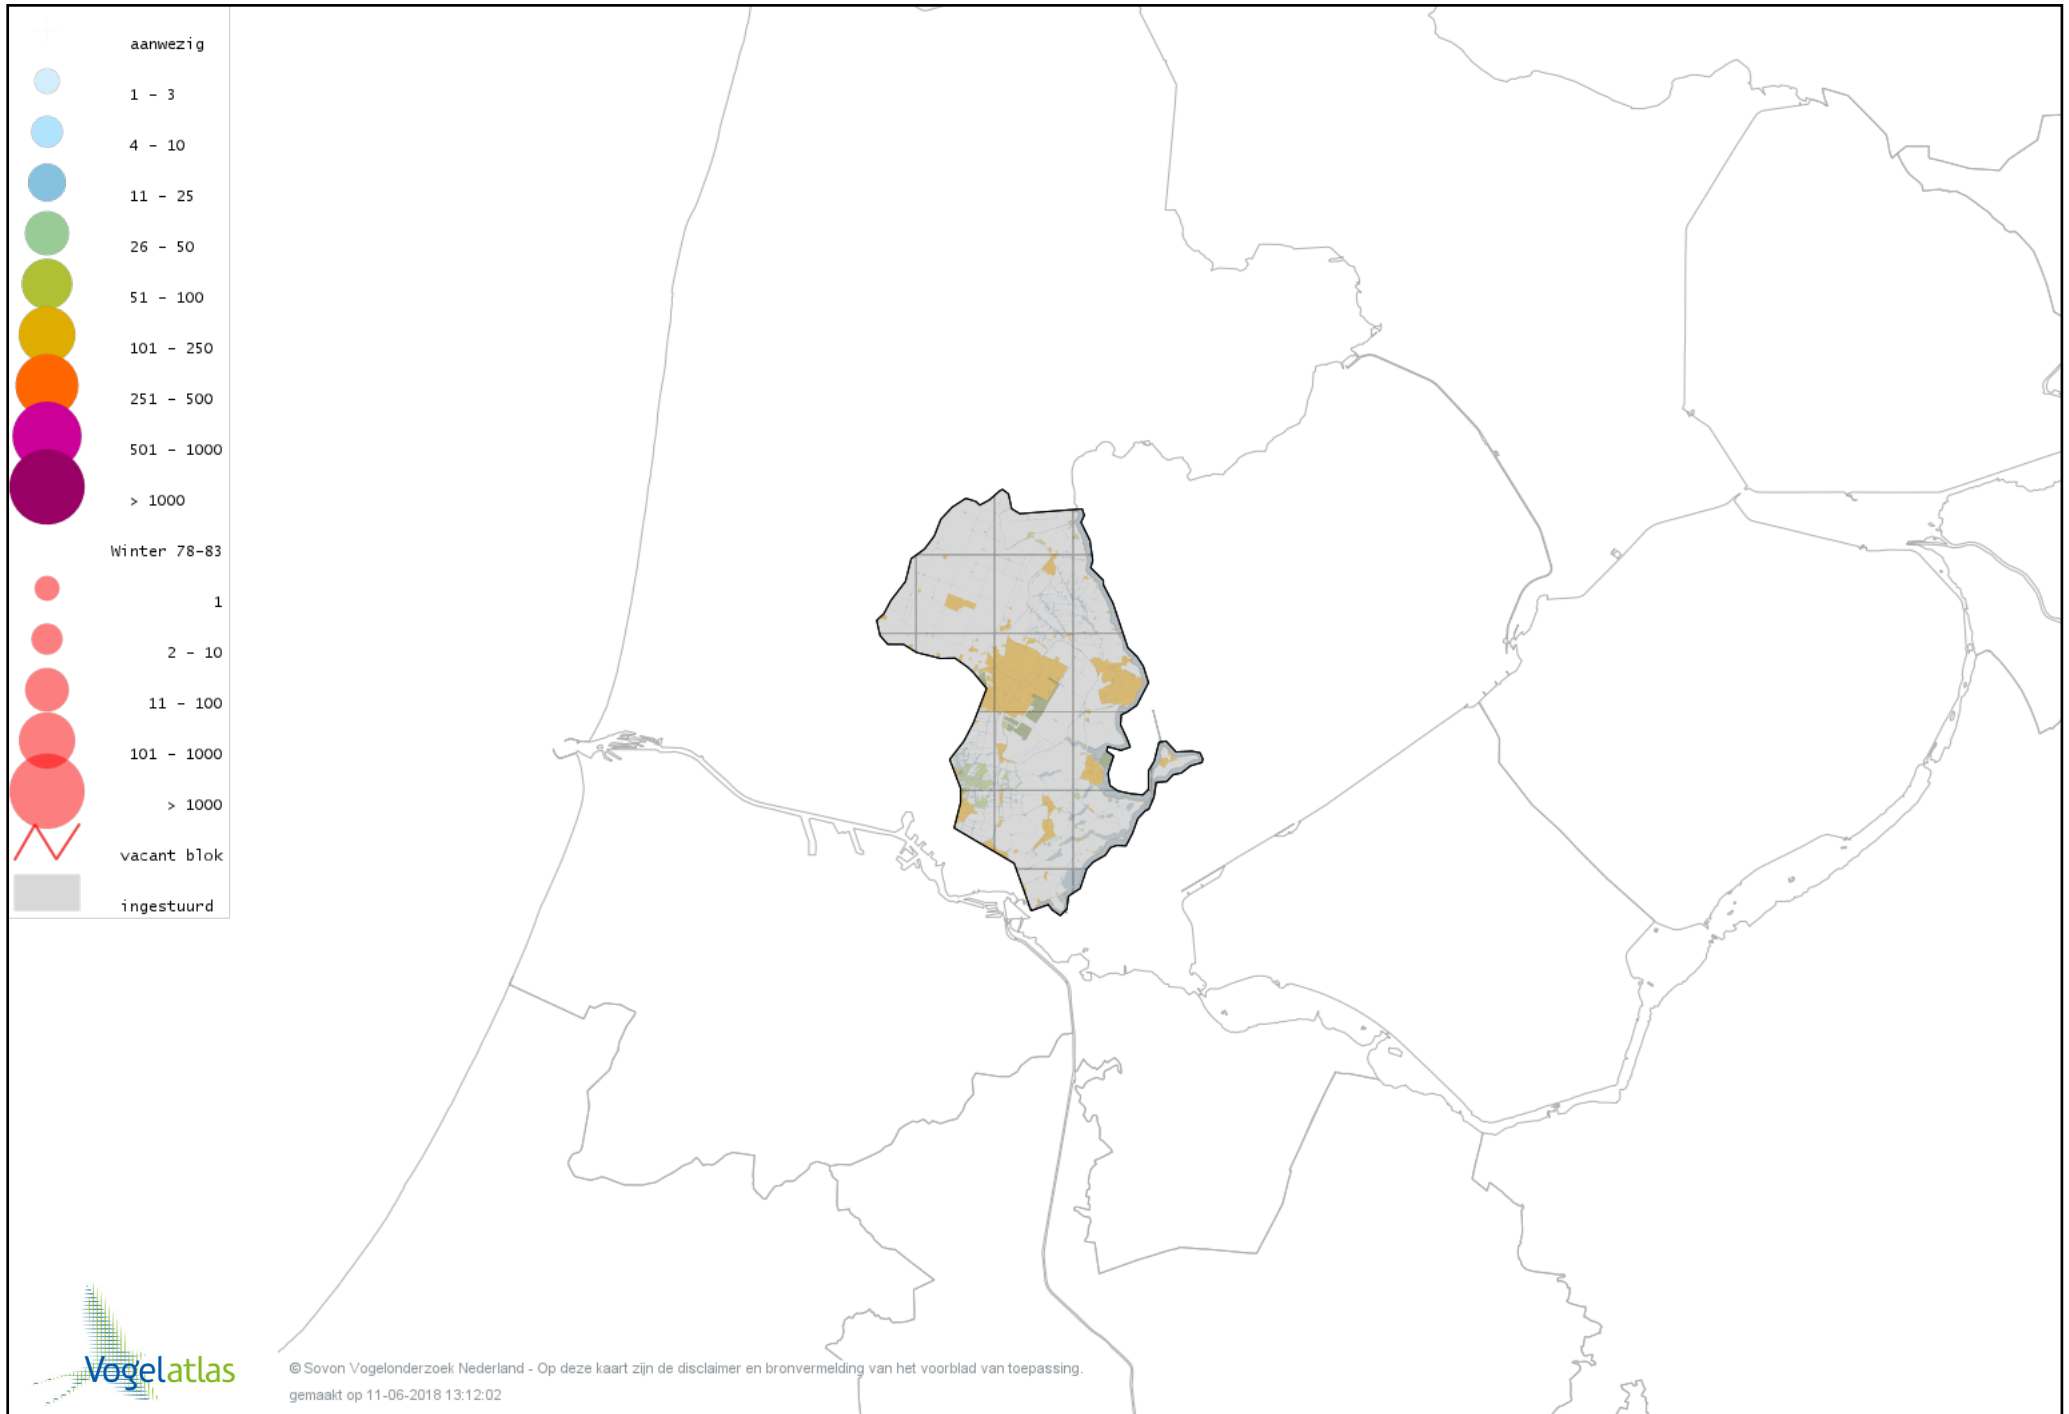 aanwezig
1 - 3
4 - 10
11 - 25
26 - 50
51 - 100
101 - 250
251 - 500
501 - 1000
> 1000
Winter 78-83
1
2 - 10
11 - 100
101 - 1000
> 1000
vacant blok
ingestuurd
Vogelatlas
© Sovon Vogelonderzoek Nederland - Op deze kaart zijn de disclaimer en bronvermelding van het voorblad van toepassing.
gemaakt op 11-06-2018 13:12:02